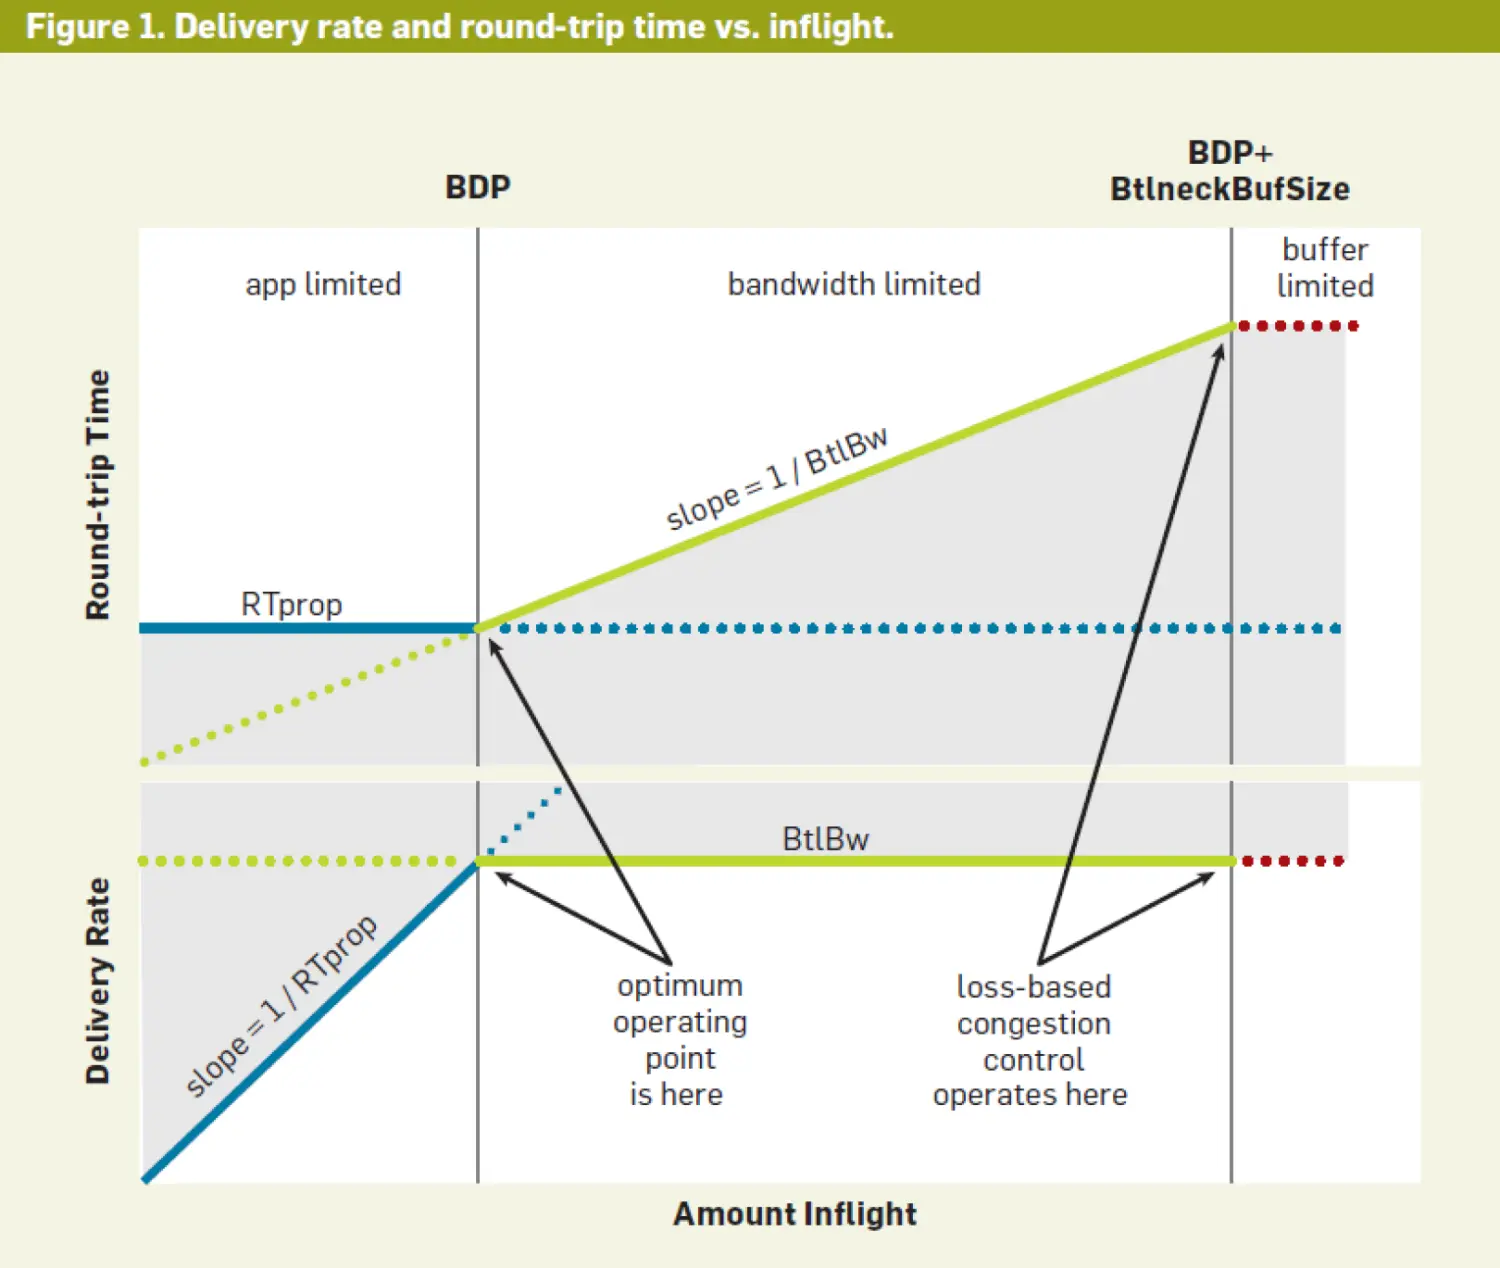 Figure 1. Delivery rate and round-trip time vs. inflight.
BDP
BDP+
BtlneckBufSize
app limited
bandwidth limited
buffer
limited
Round-trip Time
slope = 1 / BtlBw
RTprop
BtlBw
Delivery Rate
slope = 1 / RTprop
optimum
operating
point
is here
loss-based
congestion
control
operates here
Amount Inflight